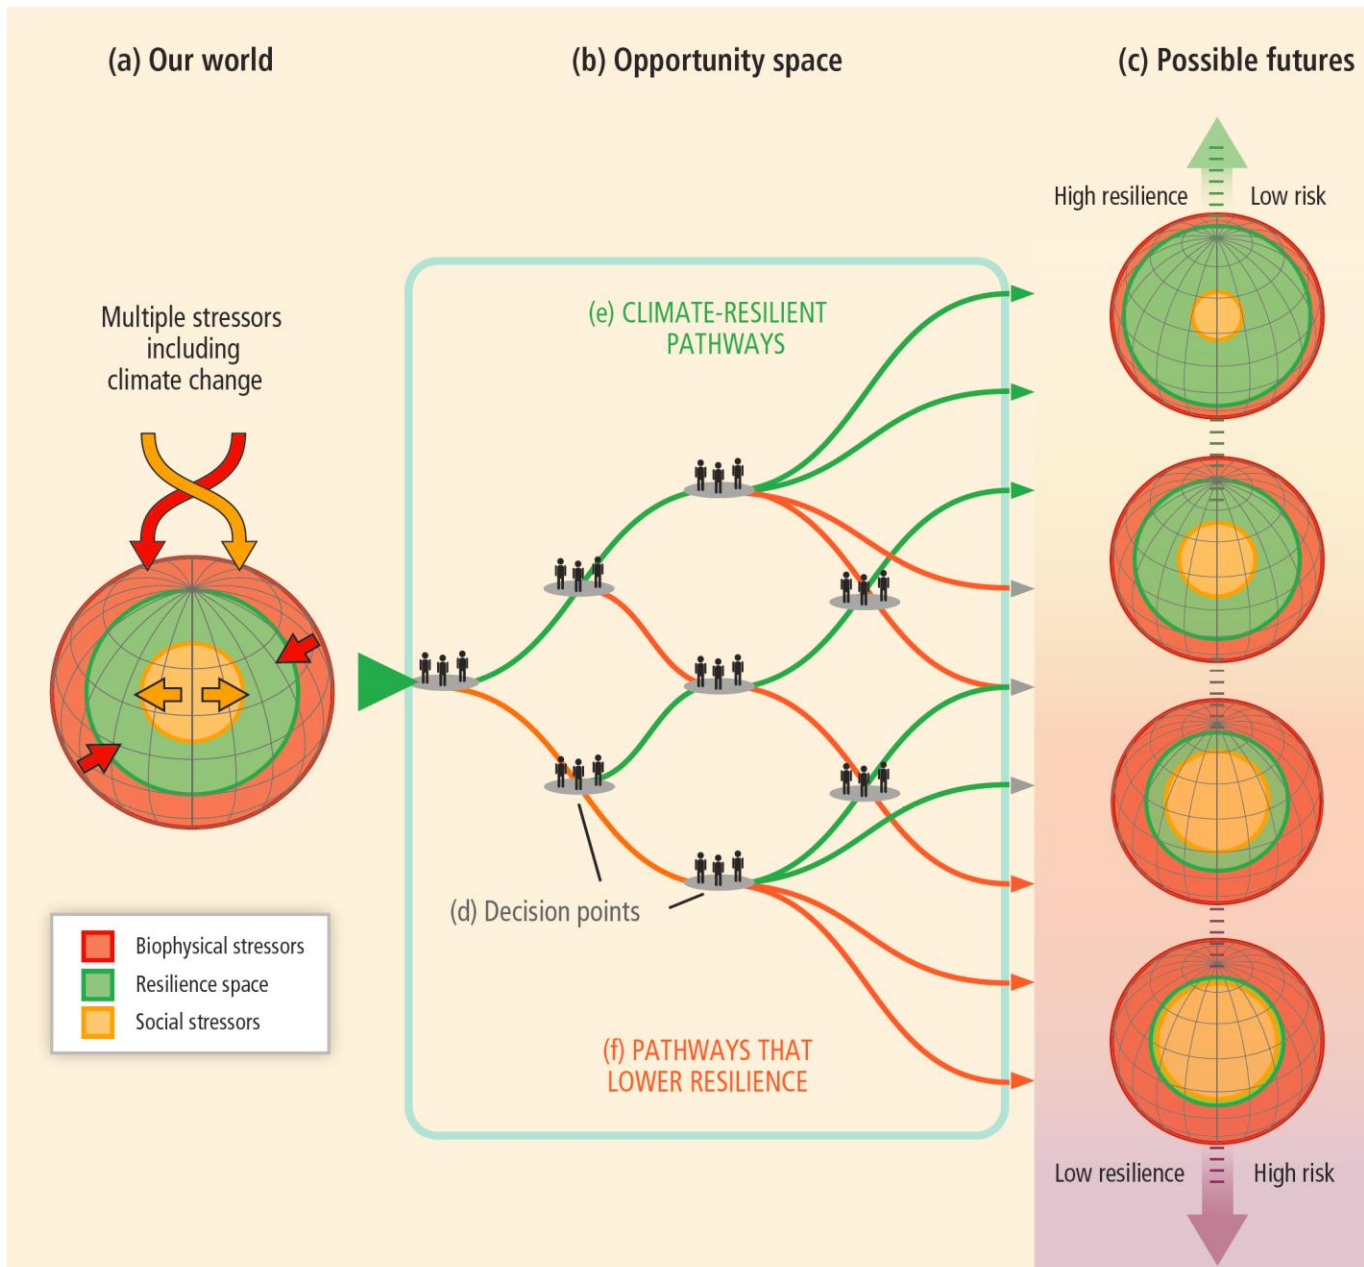 (a) Our world
(b) Opportunity space
(c) Possible futures
Multiple stressors
including
climate change
Biophysical stressors
Resilience space
Social stressors
(e) CLIMATE-RESILIENT
PATHWAYS
(d) Decision points
(f) PATHWAYS THAT
LOWER RESILIENCE
High resilience
Low risk
Low resilience
High risk